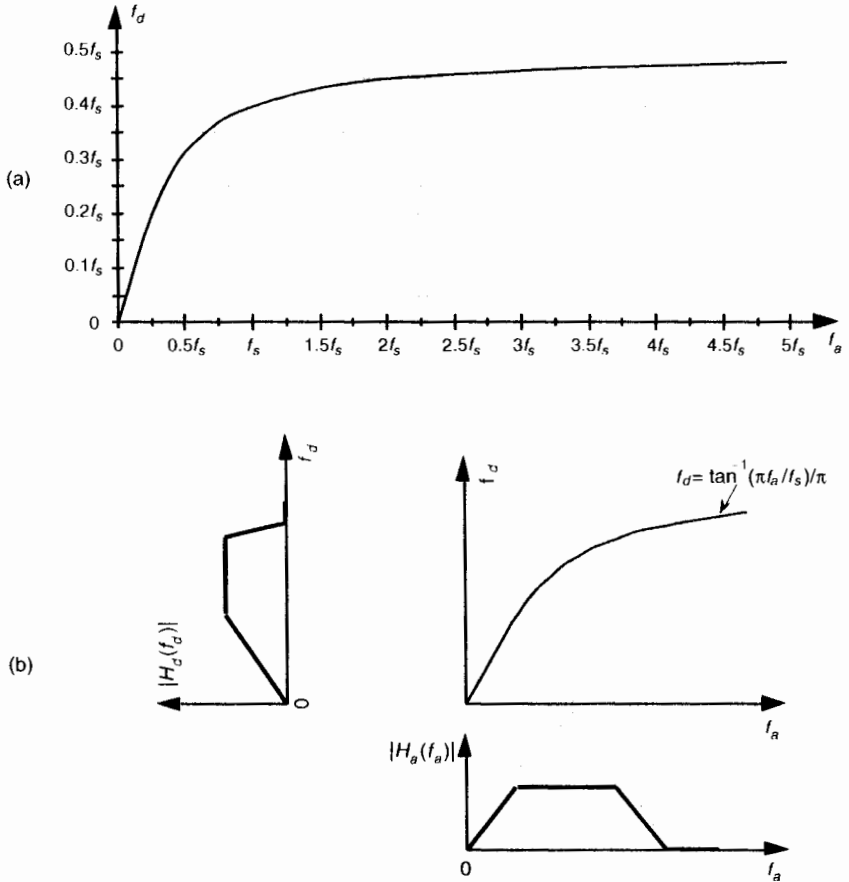 f_d
0.5f_s
0.4f_s
(a)
0.3f_s
0.2f_s
0.1f_s
0
0 0.5f_s f_s 1.5f_s 2f_s 2.5f_s 3f_s 3.5f_s 4f_s 4.5f_s 5f_s f_a
f_d
f_d
f_d = tan⁻¹(πf_a/f_s)/π
(b)
|H_d(f_d)|
0
f_a
|H_a(f_a)|
0
f_a